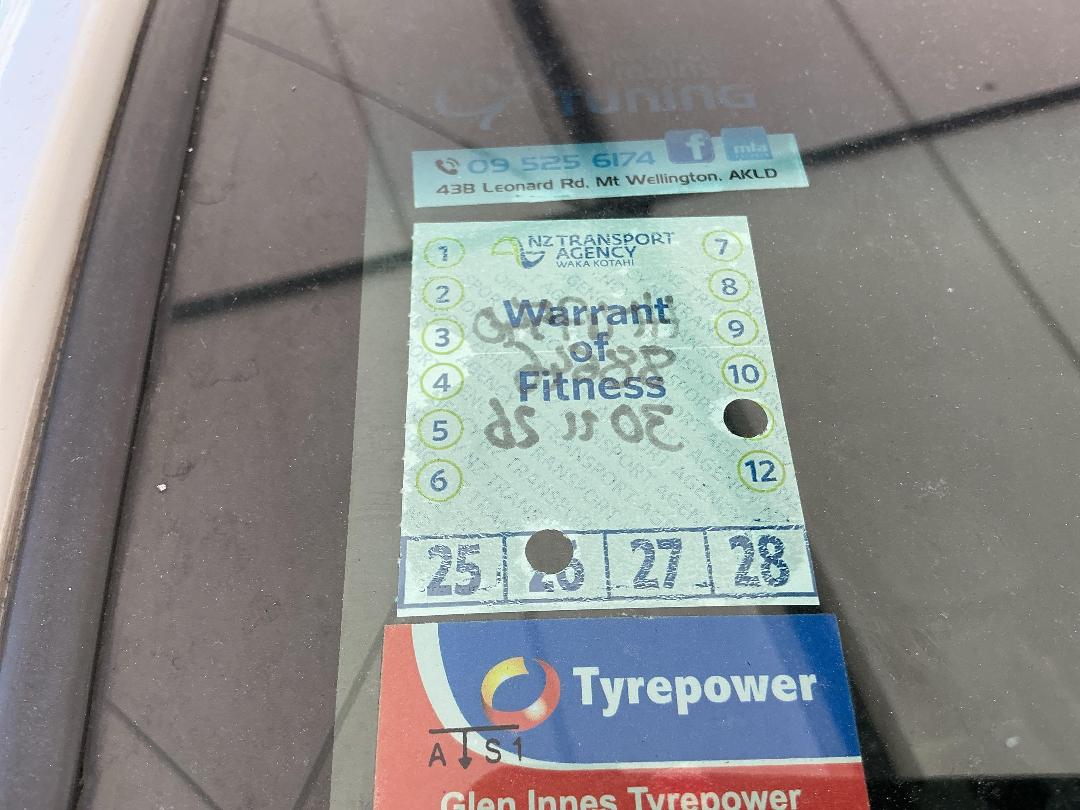 TUNING
09 525 6174 f mta
43B Leonard Rd, Mt Wellington, AKLD
NZ TRANSPORT
AGENCY
WAKA KOTAHI
1 7
2 8
3 9
4 10
5
6 12
Warrant
of
Fitness
30 11 26
25 26 27 28
Tyrepower
A S1
Glen Innes Tyrepower